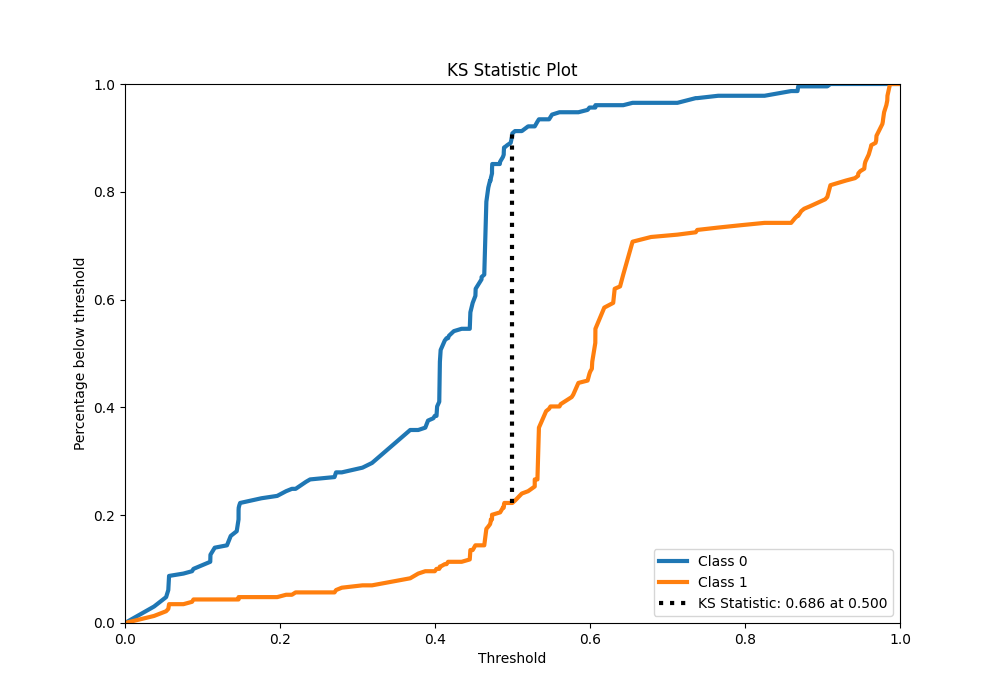 KS Statistic Plot
1.0
0.8
0.6
0.4
0.2
0.0
Percentage below threshold
0.0 0.2 0.4 0.6 0.8 1.0
Threshold
Class 0
Class 1
KS Statistic: 0.686 at 0.500